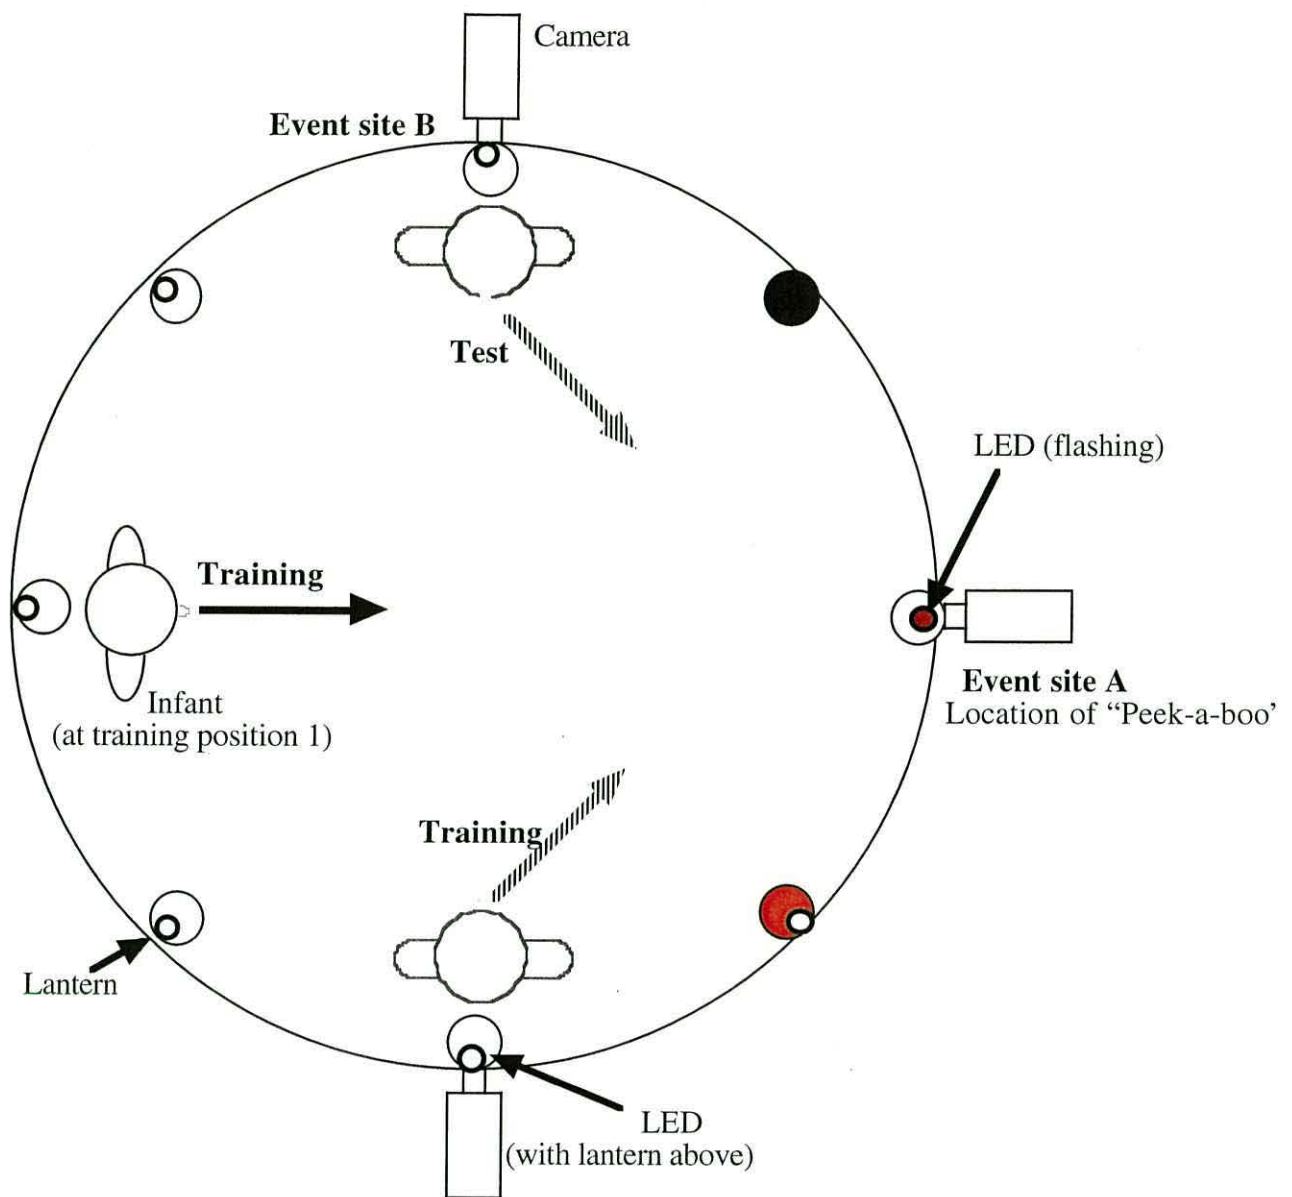 Camera
Event site B
Test
LED (flashing)
Training
Event site A
Location of “Peek-a-boo’
Infant
(at training position 1)
Training
Lantern
LED
(with lantern above)